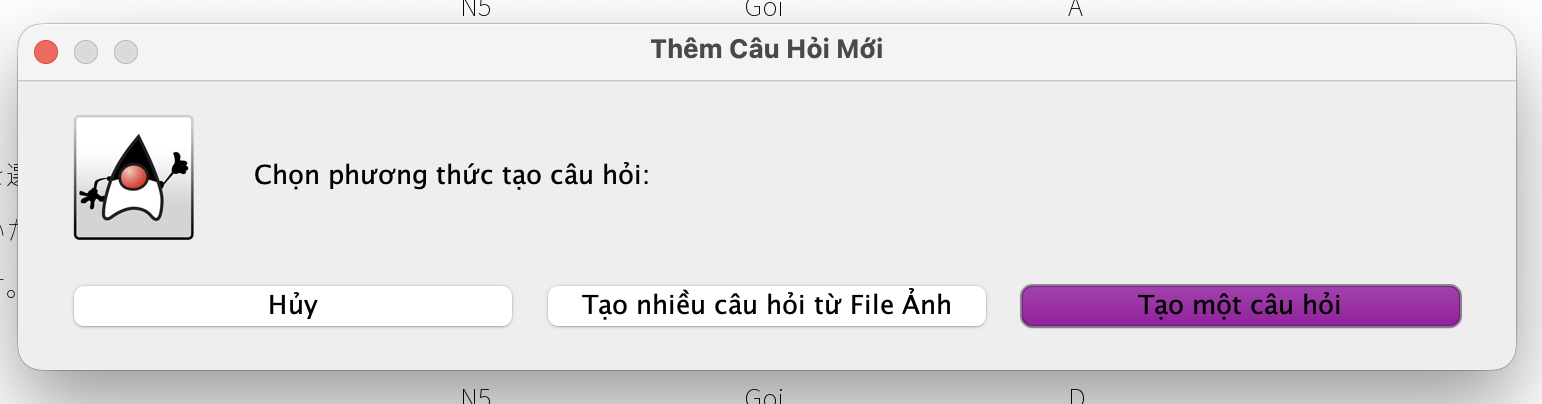 N5 Goi A
Thêm Câu Hỏi Mới
Chọn phương thức tạo câu hỏi:
Hủy Tạo nhiều câu hỏi từ File Ảnh Tạo một câu hỏi
N5 Goi D